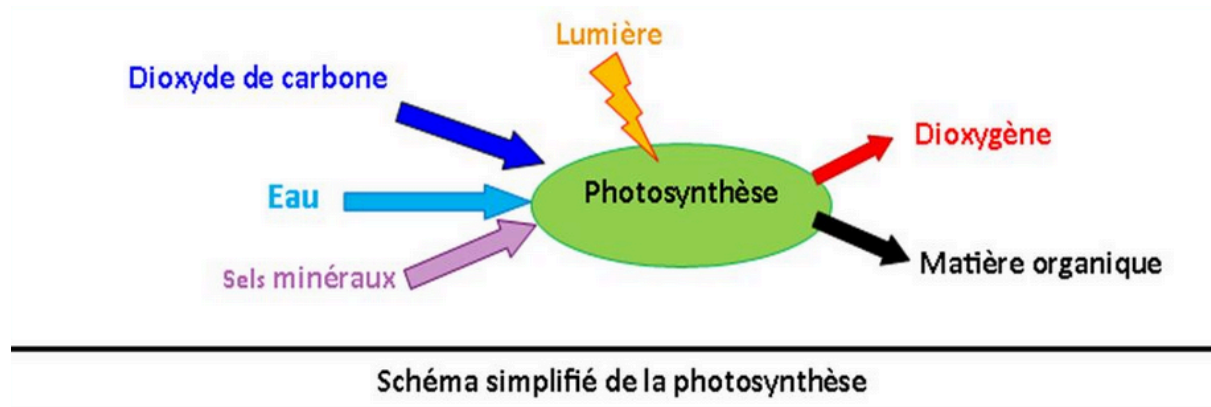 Lumière
Dioxyde de carbone
Dioxygène
Eau
Photosynthèse
Sels minéraux
Matière organique
Schéma simplifié de la photosynthèse